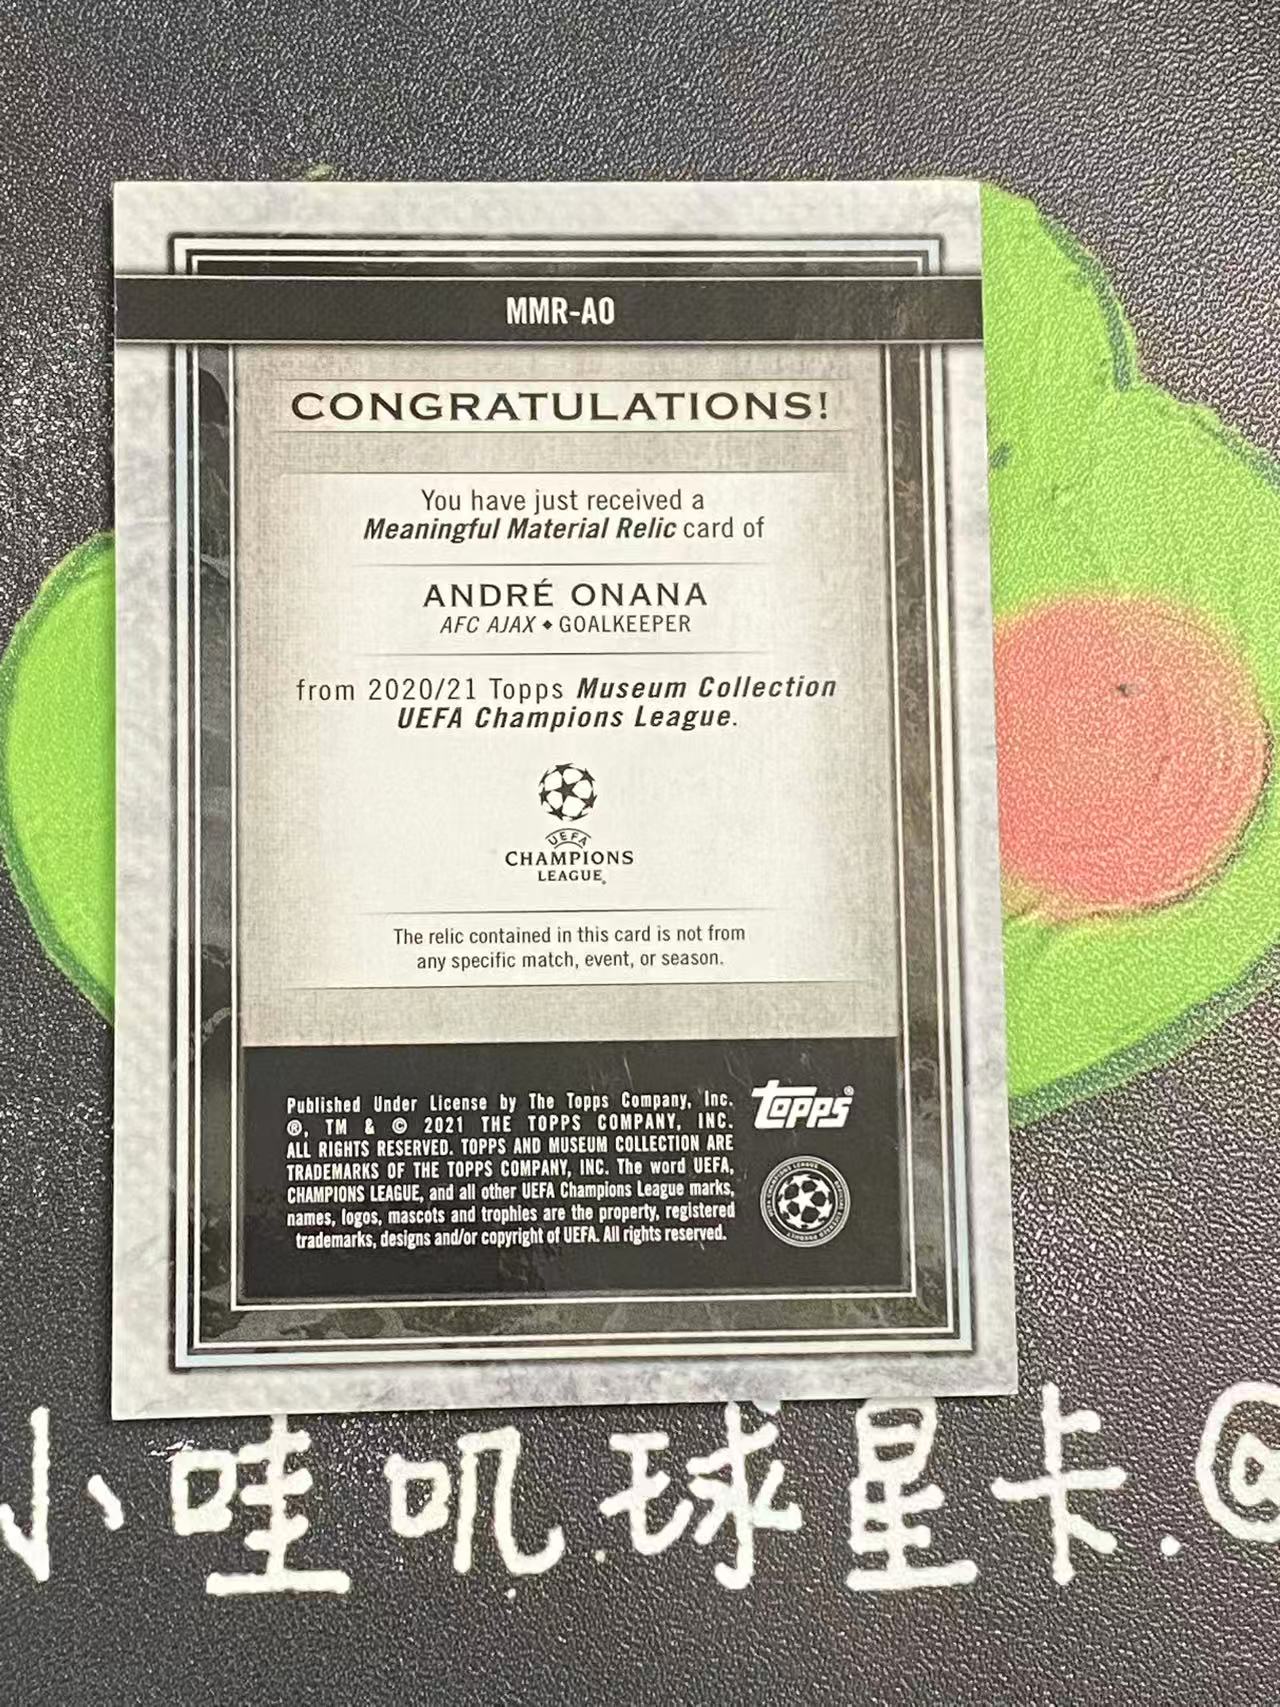 MMR-AO
CONGRATULATIONS!
You have just received a
Meaningful Material Relic card of
ANDRÉ ONANA
AFC AJAX ◆ GOALKEEPER
from 2020/21 Topps Museum Collection
UEFA Champions League.
UEFA
CHAMPIONS
LEAGUE®
The relic contained in this card is not from
any specific match, event, or season.
Published Under License by The Topps Company, Inc.
®, TM & © 2021 THE TOPPS COMPANY, INC.
ALL RIGHTS RESERVED. TOPPS AND MUSEUM COLLECTION ARE
TRADEMARKS OF THE TOPPS COMPANY, INC. The word UEFA,
CHAMPIONS LEAGUE, and all other UEFA Champions League marks,
names, logos, mascots and trophies are the property, registered
trademarks, designs and/or copyright of UEFA. All rights reserved.
topps®
小哇叽.球星卡.@